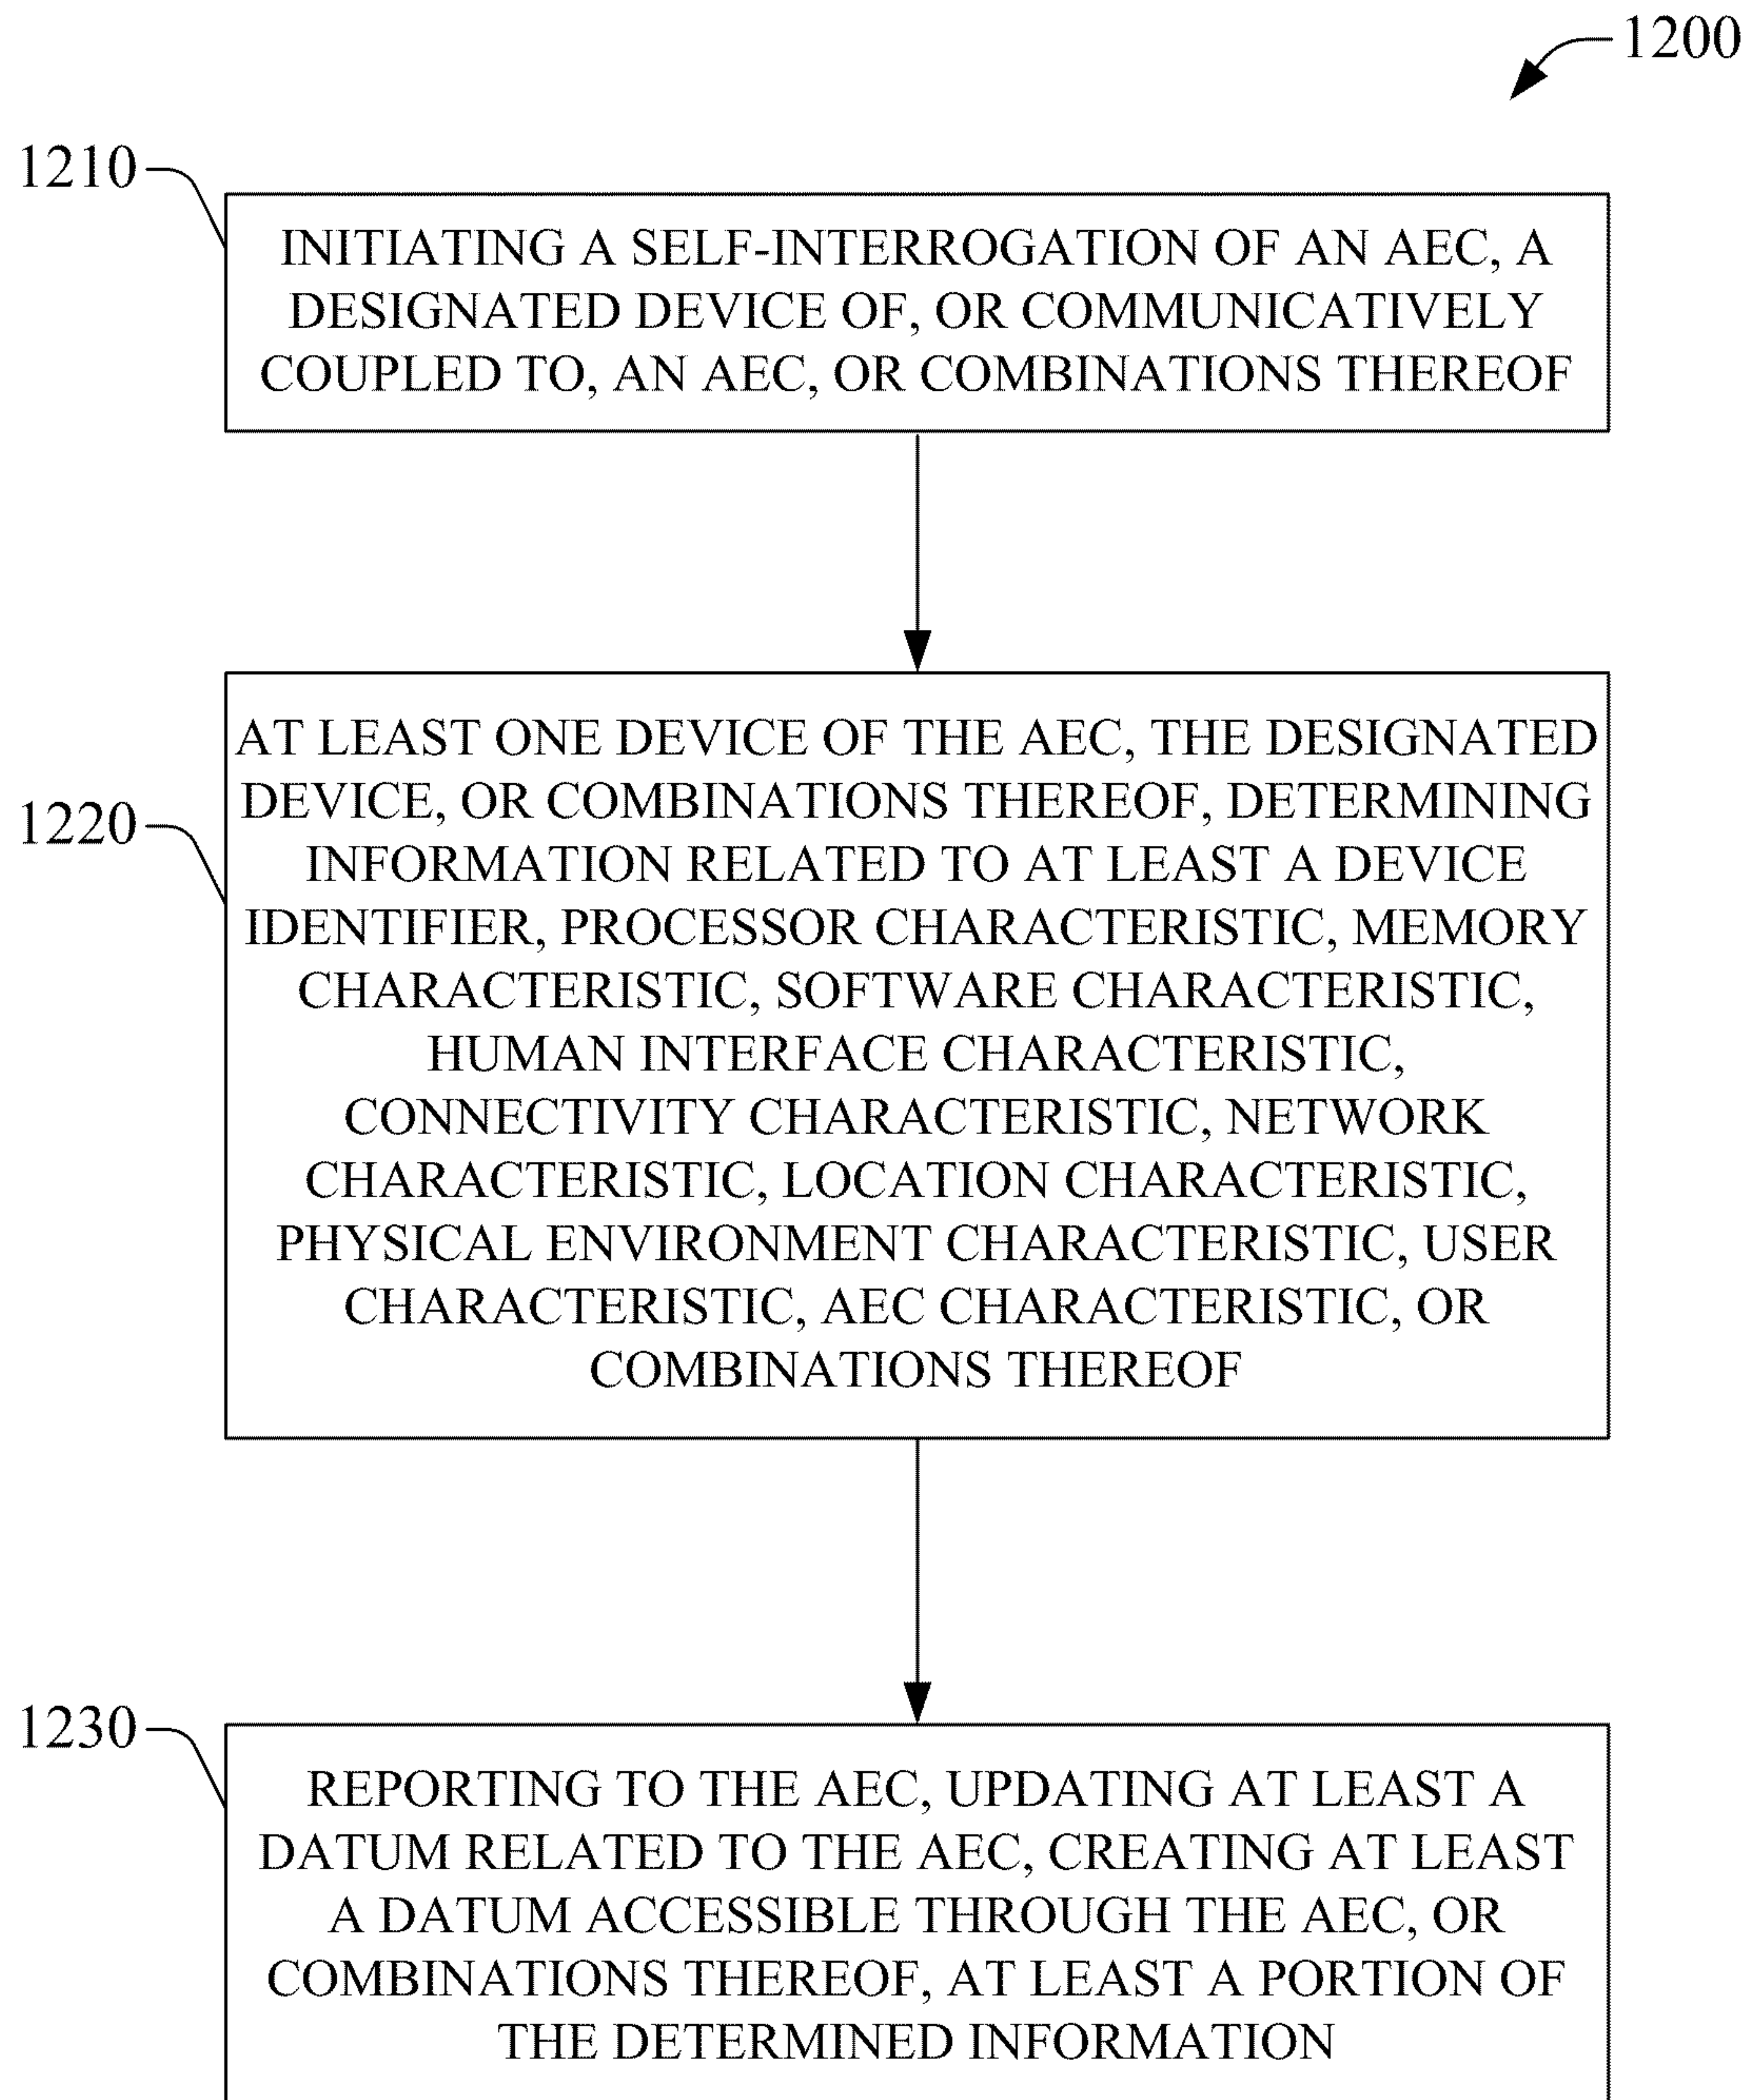 1200
1210
INITIATING A SELF-INTERROGATION OF AN AEC, A
DESIGNATED DEVICE OF, OR COMMUNICATIVELY
COUPLED TO, AN AEC, OR COMBINATIONS THEREOF
1220
AT LEAST ONE DEVICE OF THE AEC, THE DESIGNATED
DEVICE, OR COMBINATIONS THEREOF, DETERMINING
INFORMATION RELATED TO AT LEAST A DEVICE
IDENTIFIER, PROCESSOR CHARACTERISTIC, MEMORY
CHARACTERISTIC, SOFTWARE CHARACTERISTIC,
HUMAN INTERFACE CHARACTERISTIC,
CONNECTIVITY CHARACTERISTIC, NETWORK
CHARACTERISTIC, LOCATION CHARACTERISTIC,
PHYSICAL ENVIRONMENT CHARACTERISTIC, USER
CHARACTERISTIC, AEC CHARACTERISTIC, OR
COMBINATIONS THEREOF
1230
REPORTING TO THE AEC, UPDATING AT LEAST A
DATUM RELATED TO THE AEC, CREATING AT LEAST
A DATUM ACCESSIBLE THROUGH THE AEC, OR
COMBINATIONS THEREOF, AT LEAST A PORTION OF
THE DETERMINED INFORMATION